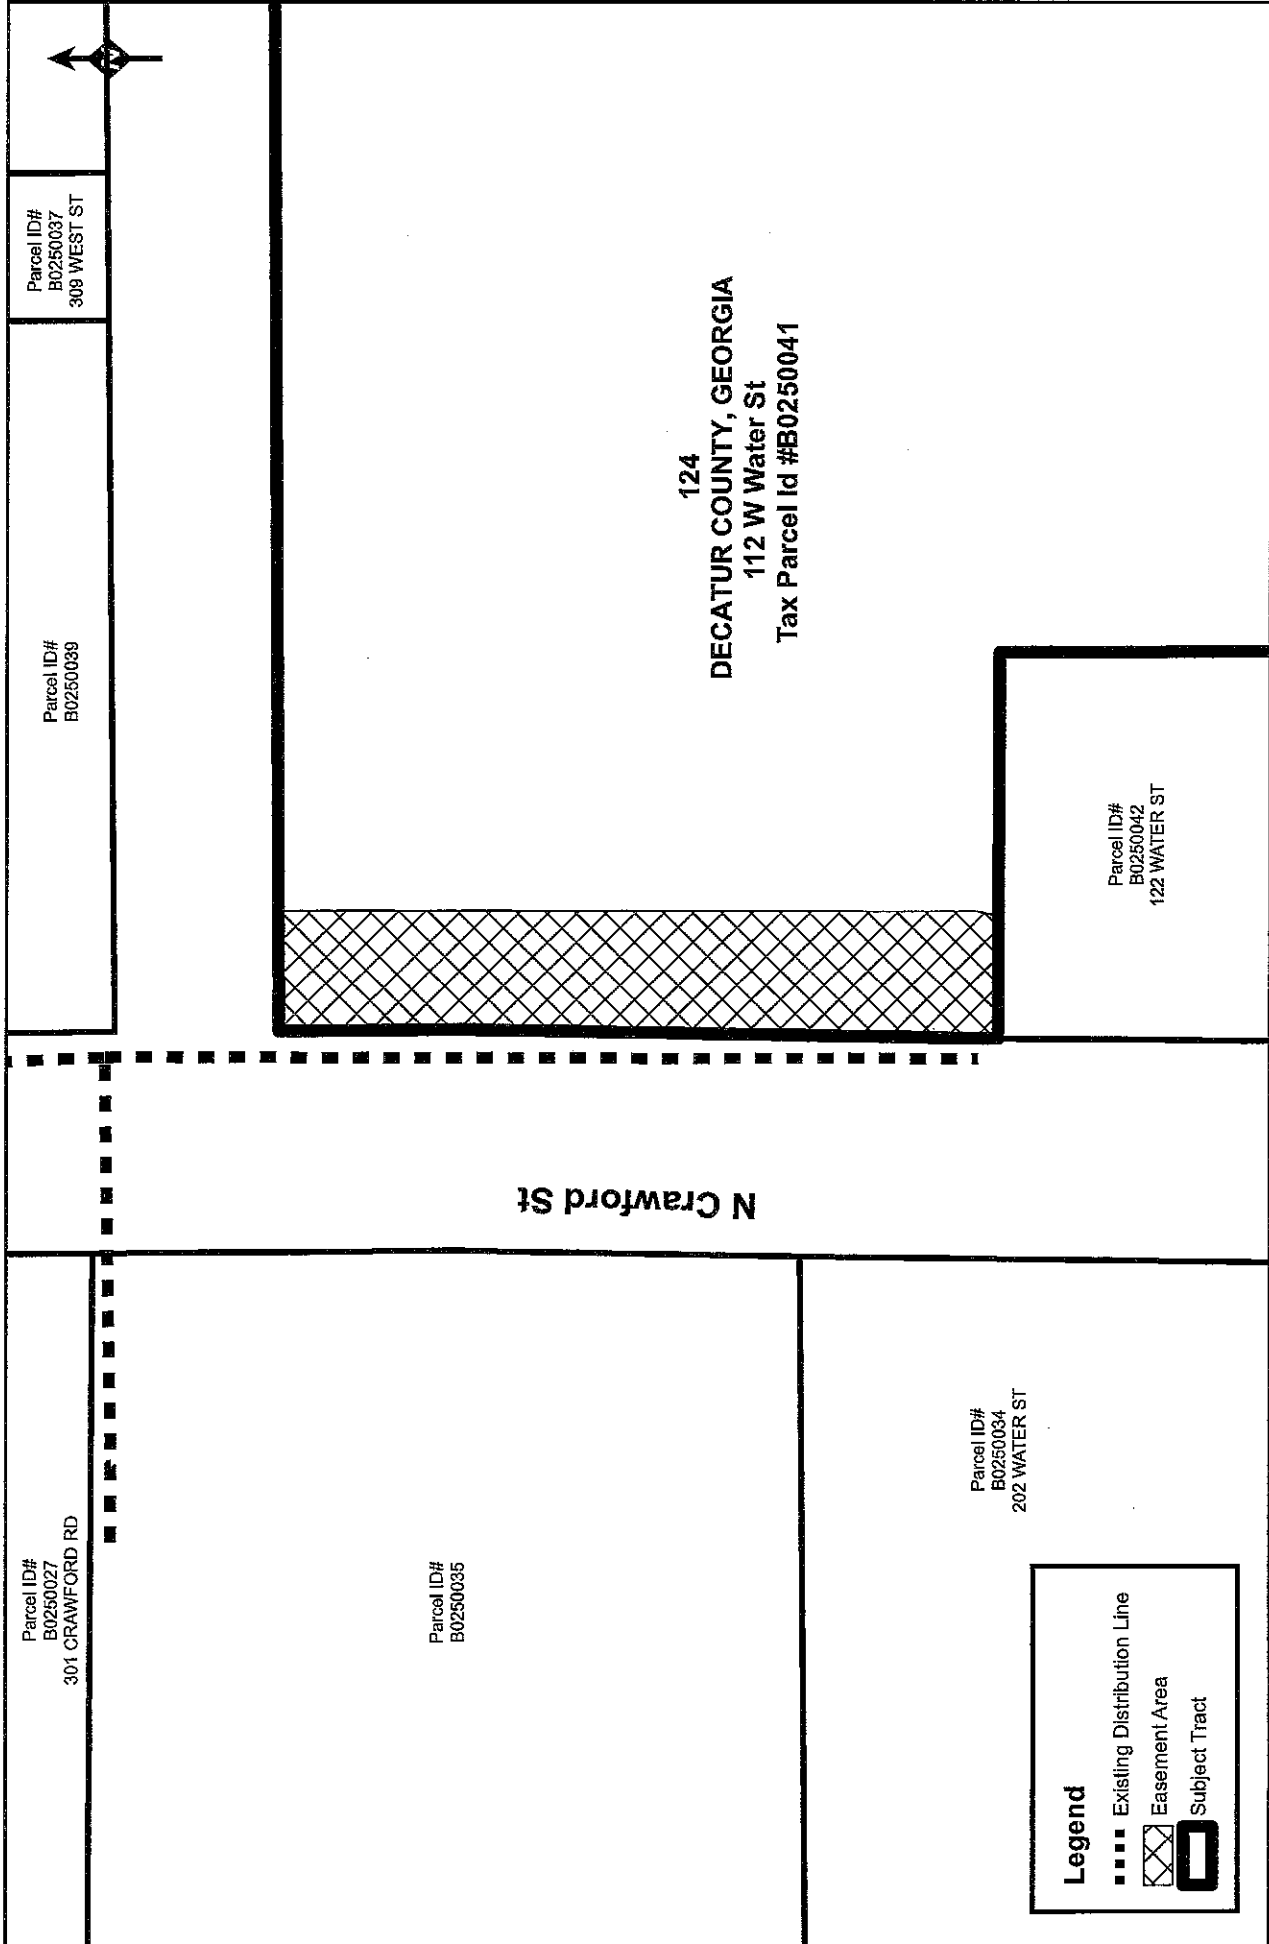 Parcel ID#
B0250027
301 CRAWFORD RD
Parcel ID#
B0250039
Parcel ID#
B0250037
309 WEST ST
N
Parcel ID#
B0250035
N Crawford St
124
DECATUR COUNTY, GEORGIA
112 W Water St
Tax Parcel Id #B0250041
Parcel ID#
B0250034
202 WATER ST
Parcel ID#
B0250042
122 WATER ST
Legend
Existing Distribution Line
Easement Area
Subject Tract